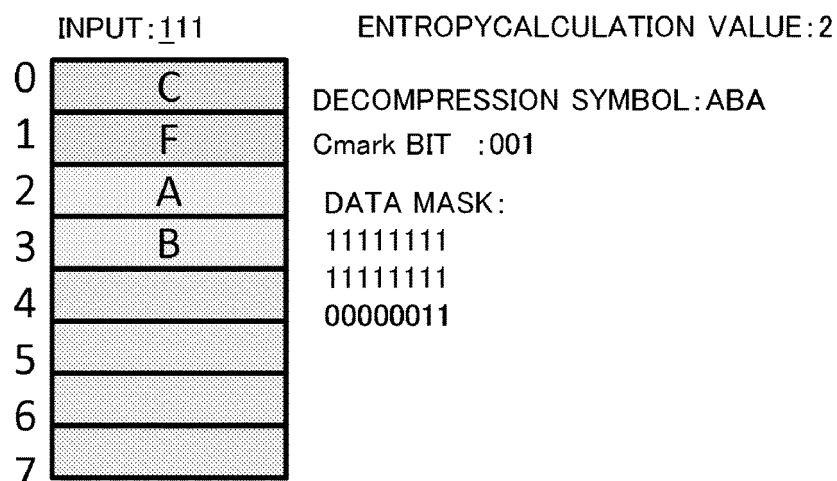 INPUT:111 ENTROPYCALCULATION VALUE:2
0 C
DECOMPRESSION SYMBOL:ABA
1 F
Cmark BIT :001
2 A
DATA MASK:
3 B
11111111
11111111
4
00000011
5
6
7